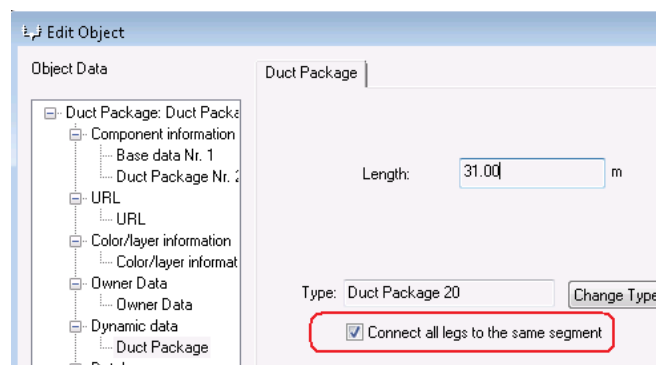 Edit Object
Object Data
Duct Package
Duct Package: Duct Packa
Component information
Base data Nr. 1
Duct Package Nr. 2
URL
URL
Color/layer information
Color/layer informat
Owner Data
Owner Data
Dynamic data
Duct Package
Length: 31.00 m
Type: Duct Package 20 Change Type
Connect all legs to the same segment